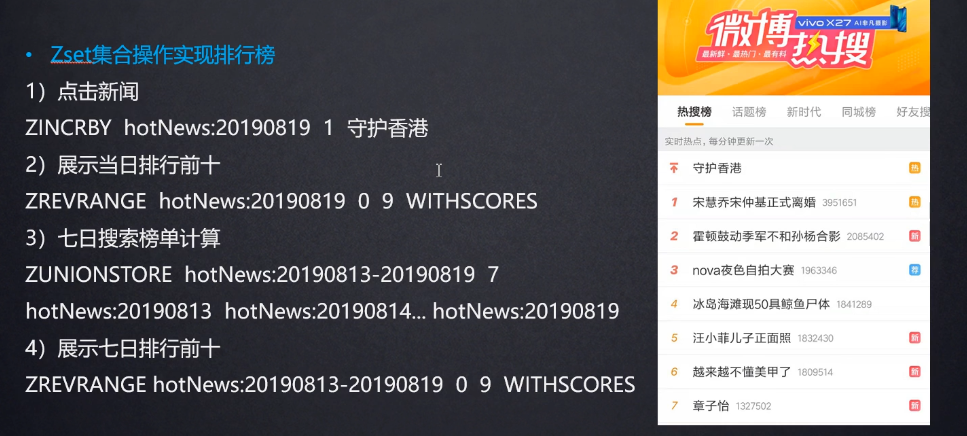 • Zset集合操作实现排行榜
1）点击新闻
ZINCRBY hotNews:20190819 1 守护香港
2）展示当日排行前十
ZREVRANGE hotNews:20190819 0 9 WITHSCORES
3）七日搜索榜单计算
ZUNIONSTORE hotNews:20190813-20190819 7
hotNews:20190813 hotNews:20190814... hotNews:20190819
4）展示七日排行前十
ZREVRANGE hotNews:20190813-20190819 0 9 WITHSCORES
微博热搜
vivo X27 AI非凡摄影
最新鲜·最热门·最有料
热搜榜 话题榜 新时代 同城榜 好友搜
实时热点，每分钟更新一次
守护香港 热
1 宋慧乔宋仲基正式离婚 3951651 热
2 霍顿鼓动季军不和孙杨合影 2085402 新
3 nova夜色自拍大赛 1963346 荐
4 冰岛海滩现50具鲸鱼尸体 1841289
5 汪小菲儿子正面照 1832430 新
6 越来越不懂美甲了 1809514 新
7 章子怡 1327502 新